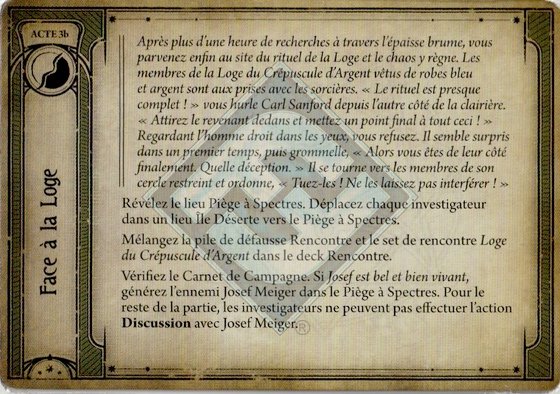 ACTE 3b
Face à la Loge
Après plus d'une heure de recherches à travers l'épaisse brume, vous
parvenez enfin au site du rituel de la Loge et le chaos y règne. Les
membres de la Loge du Crépuscule d'Argent vêtus de robes bleu
et argent sont aux prises avec les sorcières. « Le rituel est presque
complet ! » vous hurle Carl Sanford depuis l'autre côté de la clairière.
« Attirez le revenant dedans et mettez un point final à tout ceci ! »
Regardant l'homme droit dans les yeux, vous refusez. Il semble surpris
dans un premier temps, puis grommelle, « Alors vous êtes de leur côté
finalement. Quelle déception. » Il se tourne vers les membres de son
cercle restreint et ordonne, « Tuez-les ! Ne les laissez pas interférer ! »
Révélez le lieu Piège à Spectres. Déplacez chaque investigateur
dans un lieu Île Déserte vers le Piège à Spectres.
Mélangez la pile de défausse Rencontre et le set de rencontre Loge
du Crépuscule d'Argent dans le deck Rencontre.
Vérifiez le Carnet de Campagne. Si Josef est bel et bien vivant,
générez l'ennemi Josef Meiger dans le Piège à Spectres. Pour le
reste de la partie, les investigateurs ne peuvent pas effectuer l'action
Discussion avec Josef Meiger.
®